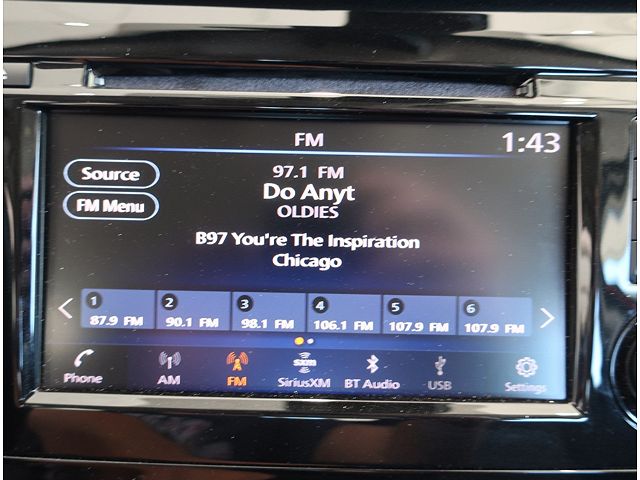 FM
1:43
Source
FM Menu
97.1 FM
Do Anyt
OLDIES
B97 You're The Inspiration
Chicago
1
87.9 FM
2
90.1 FM
3
98.1 FM
4
106.1 FM
5
107.9 FM
6
107.9 FM
Phone
AM
FM
SXM
SiriusXM
BT Audio
USB
Settings